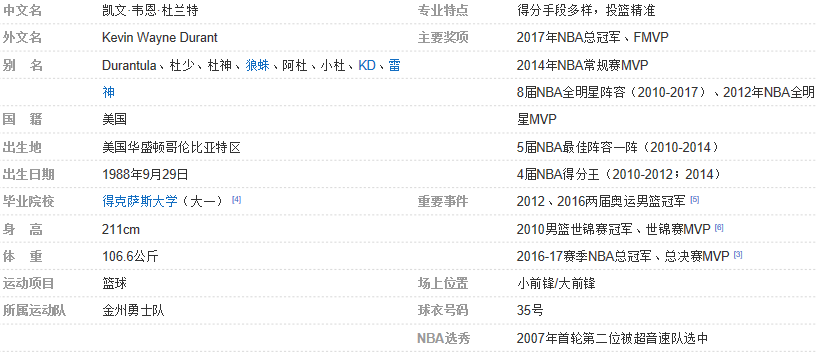 中文名 凯文·韦恩·杜兰特
外文名 Kevin Wayne Durant
别 名 Durantula、杜少、杜神、狼蛛、阿杜、小杜、KD、雷
神
国 籍 美国
出生地 美国华盛顿哥伦比亚特区
出生日期 1988年9月29日
毕业院校 得克萨斯大学（大一） [4]
身 高 211cm
体 重 106.6公斤
运动项目 篮球
所属运动队 金州勇士队
专业特点 得分手段多样，投篮精准
主要奖项 2017年NBA总冠军、FMVP
2014年NBA常规赛MVP
8届NBA全明星阵容（2010-2017）、2012年NBA全明
星MVP
5届NBA最佳阵容一阵（2010-2014）
4届NBA得分王（2010-2012；2014）
重要事件 2012、2016两届奥运男篮冠军 [5]
2010男篮世锦赛冠军、世锦赛MVP [6]
2016-17赛季NBA总冠军、总决赛MVP [3]
场上位置 小前锋/大前锋
球衣号码 35号
NBA选秀 2007年首轮第二位被超音速队选中